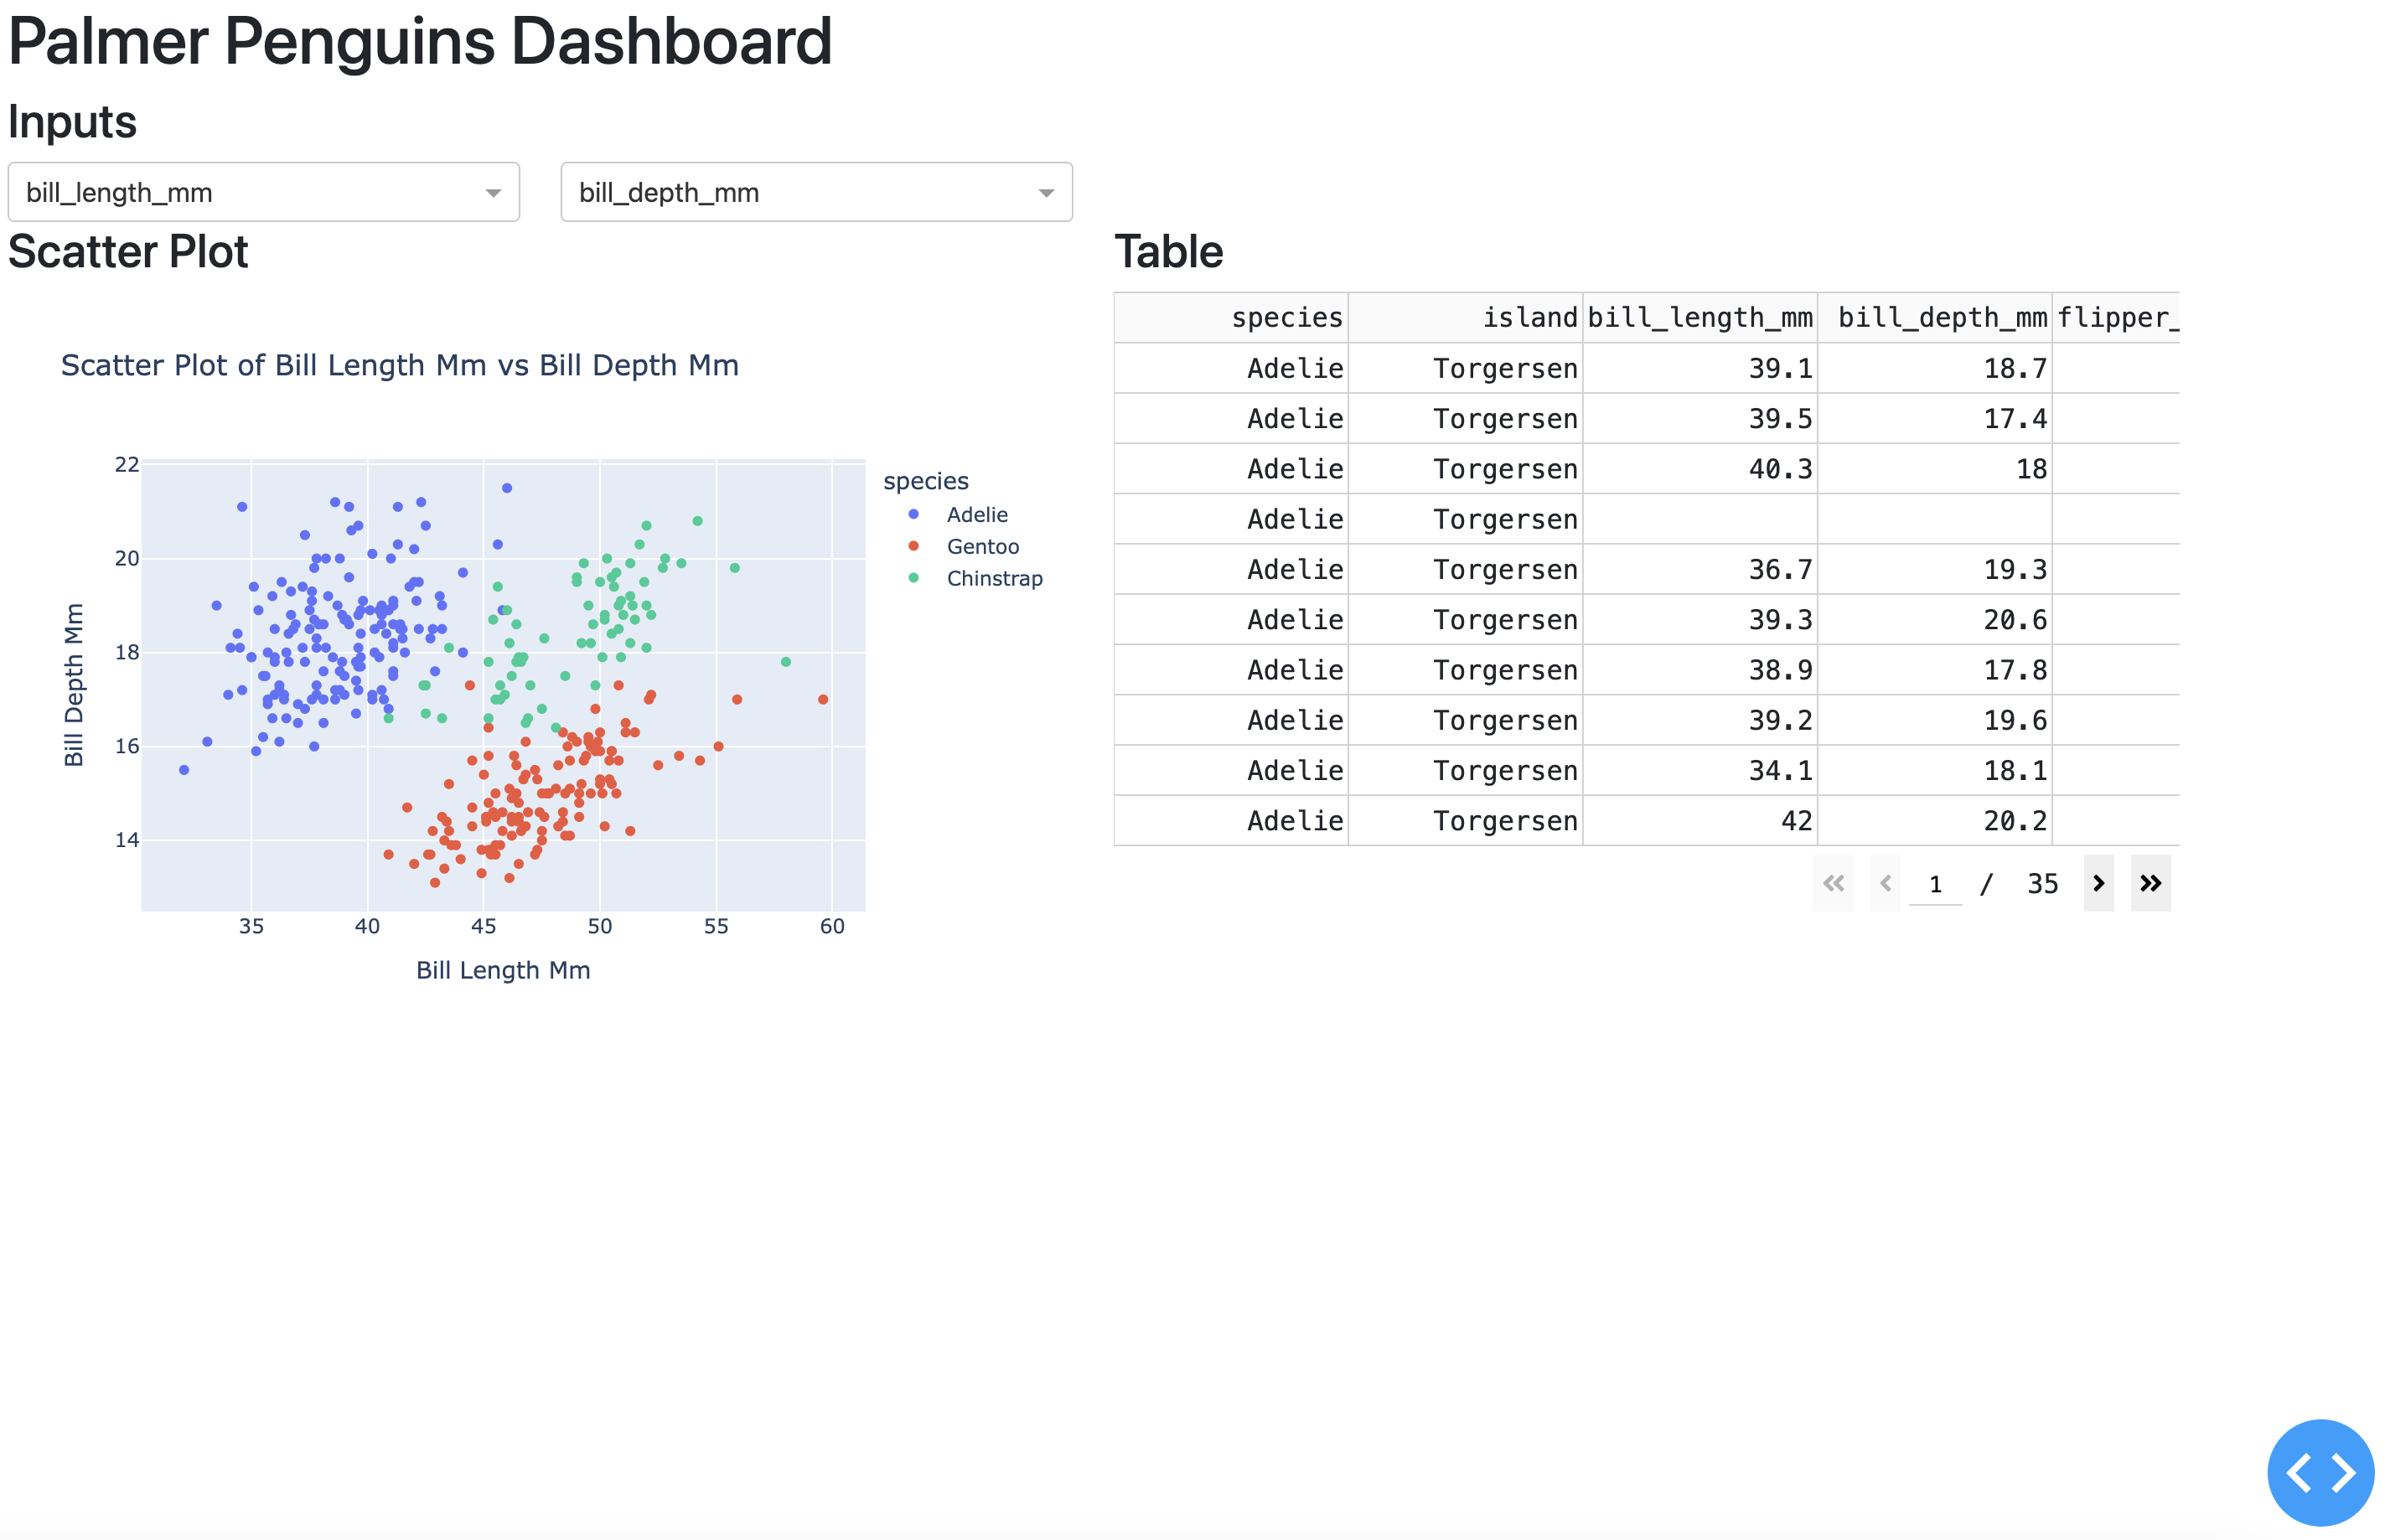 Palmer Penguins Dashboard
Inputs
bill_length_mm bill_depth_mm
Scatter Plot
Scatter Plot of Bill Length Mm vs Bill Depth Mm
22
20
18
16
14
Bill Depth Mm
35 40 45 50 55 60
Bill Length Mm
species
Adelie
Gentoo
Chinstrap
Table
species island bill_length_mm bill_depth_mm flipper_
Adelie Torgersen 39.1 18.7
Adelie Torgersen 39.5 17.4
Adelie Torgersen 40.3 18
Adelie Torgersen
Adelie Torgersen 36.7 19.3
Adelie Torgersen 39.3 20.6
Adelie Torgersen 38.9 17.8
Adelie Torgersen 39.2 19.6
Adelie Torgersen 34.1 18.1
Adelie Torgersen 42 20.2
1 / 35